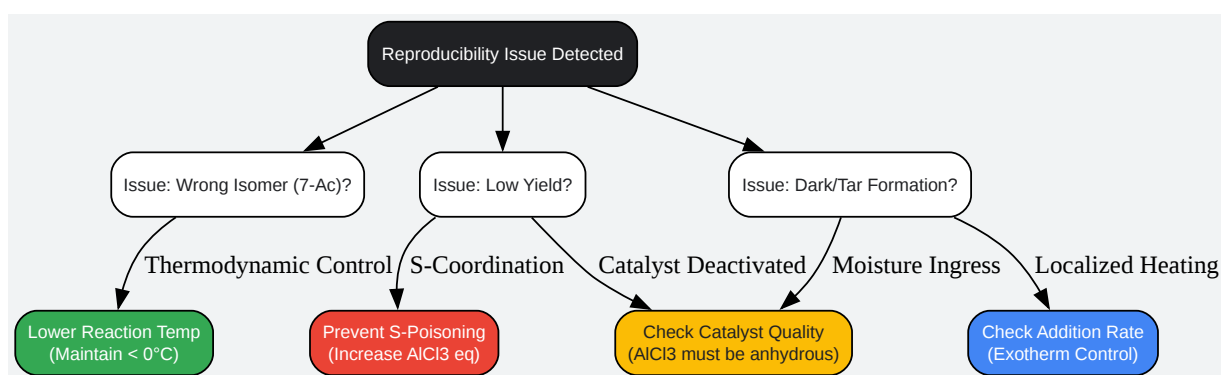 Reproducibility Issue Detected
Issue: Wrong Isomer (7-Ac)?
Issue: Low Yield?
Issue: Dark/Tar Formation?
Thermodynamic Control
S-Coordination
Catalyst Deactivated
Moisture Ingress
Localized Heating
Lower Reaction Temp
(Maintain < 0°C)
Prevent S-Poisoning
(Increase AlCl3 eq)
Check Catalyst Quality
(AlCl3 must be anhydrous)
Check Addition Rate
(Exotherm Control)